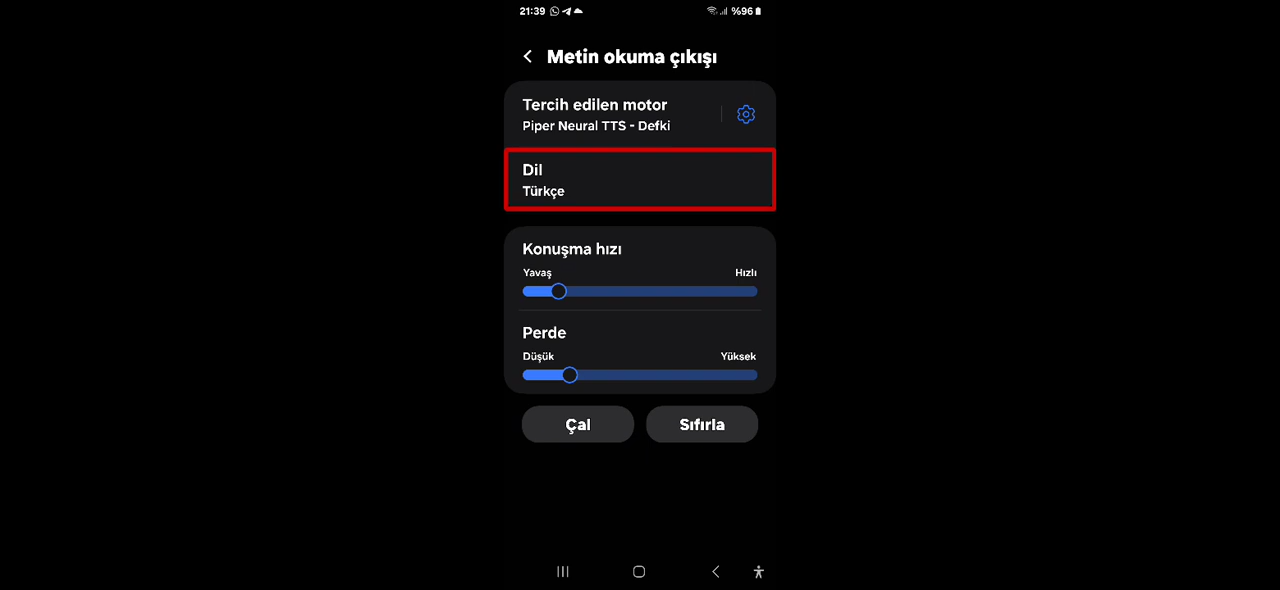 21:39 %96
Metin okuma çıkışı
Tercih edilen motor
Piper Neural TTS - Defki
Dil
Türkçe
Konuşma hızı
Yavaş Hızlı
Perde
Düşük Yüksek
Çal Sıfırla